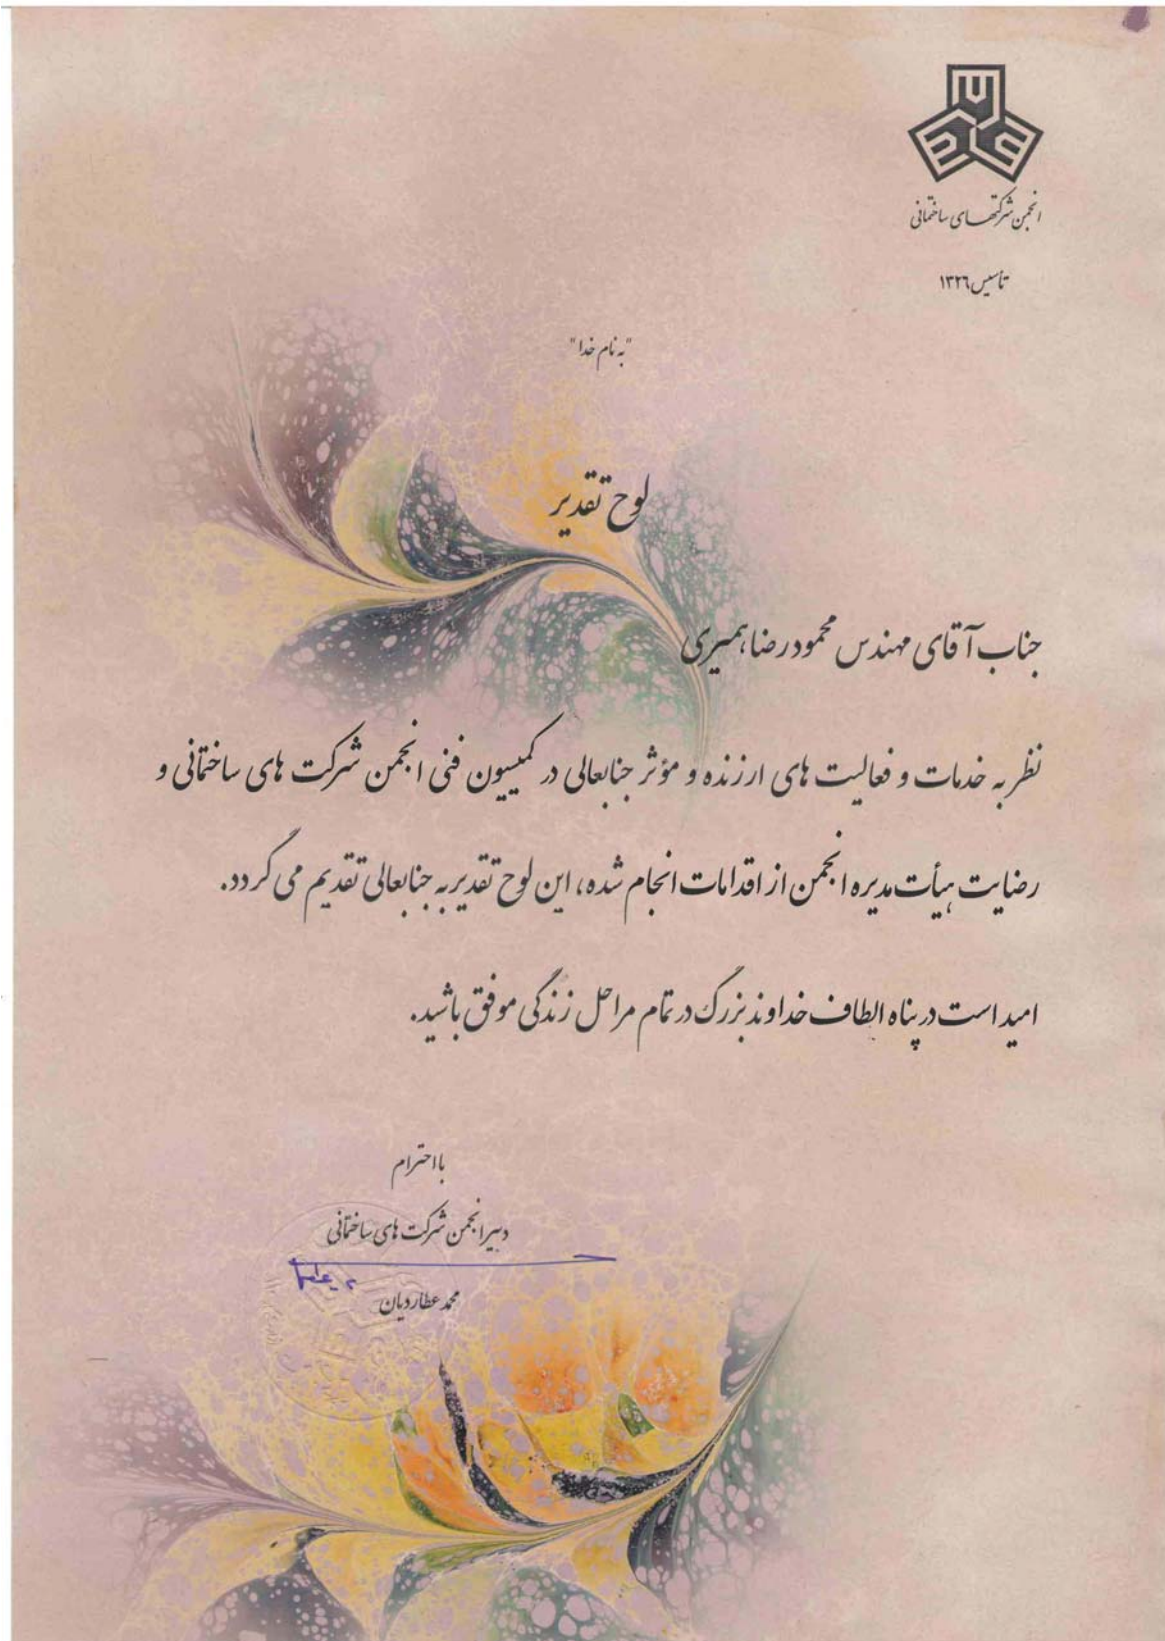 انجمن شرکتهای ساختمانی
تأسیس ۱۳۲۶
"به نام خدا"
لوح تقدیر
جناب آقای مهندس محمودرضا
نظر به خدمات و فعالیت های ارزنده و مؤثر جنابعالی در کمیسیون فنی انجمن شرکت های ساختمانی و
رضایت هیأت مدیره انجمن از اقدامات انجام شده، این لوح تقدیر به جنابعالی تقدیم می گردد.
امید است در پناه الطاف خداوند بزرگ در تمام مراحل زندگی موفق باشید.
با احترام
دبیر انجمن شرکت های ساختمانی
محمد عطاردیان